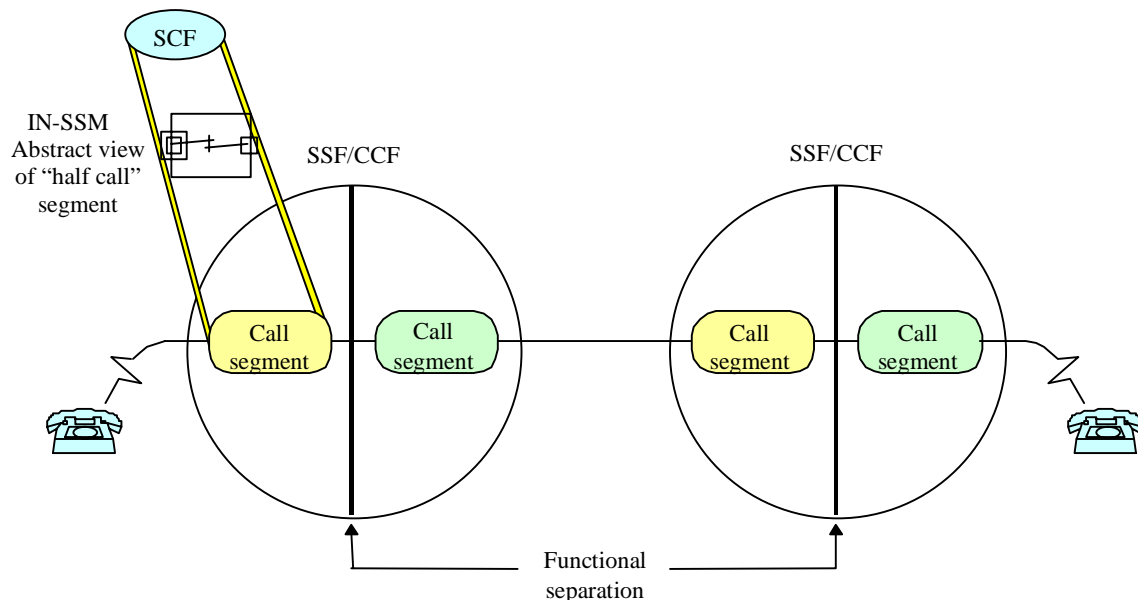 SCF
IN-SSM
Abstract view
of “half call”
segment
SSF/CCF
SSF/CCF
Call
segment
Call
segment
Call
segment
Call
segment
Functional
separation